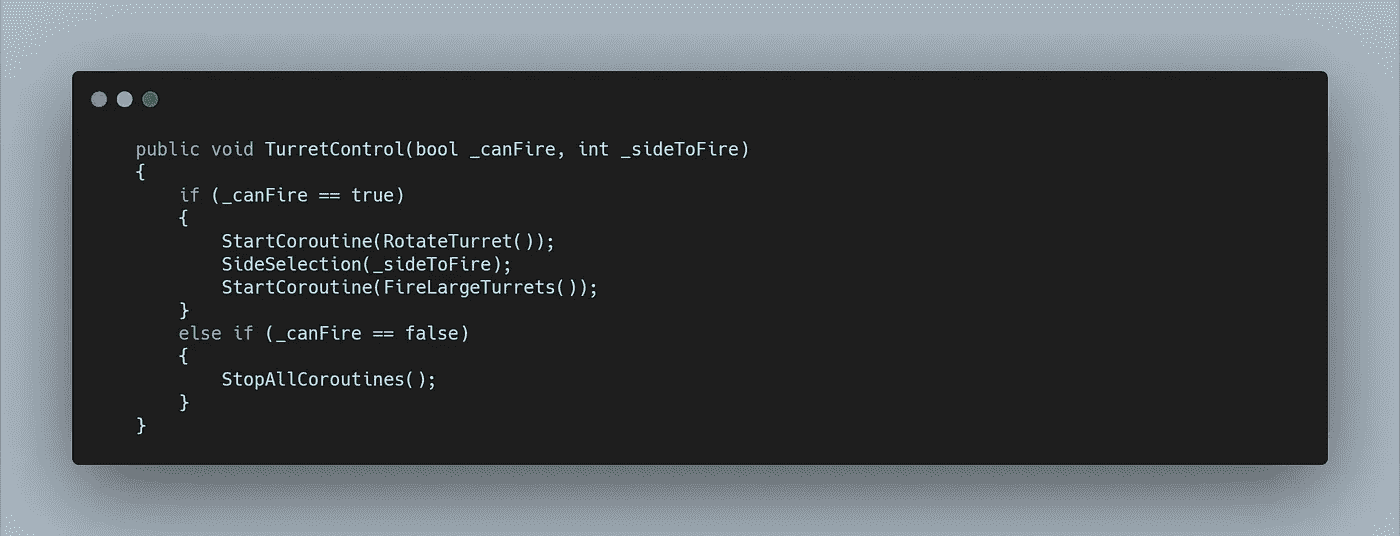 public void TurretControl(bool _canFire, int _sideToFire)
{
    if (_canFire == true)
    {
        StartCoroutine(RotateTurret());
        SideSelection(_sideToFire);
        StartCoroutine(FireLargeTurrets());
    }
    else if (_canFire == false)
    {
        StopAllCoroutines();
    }
}